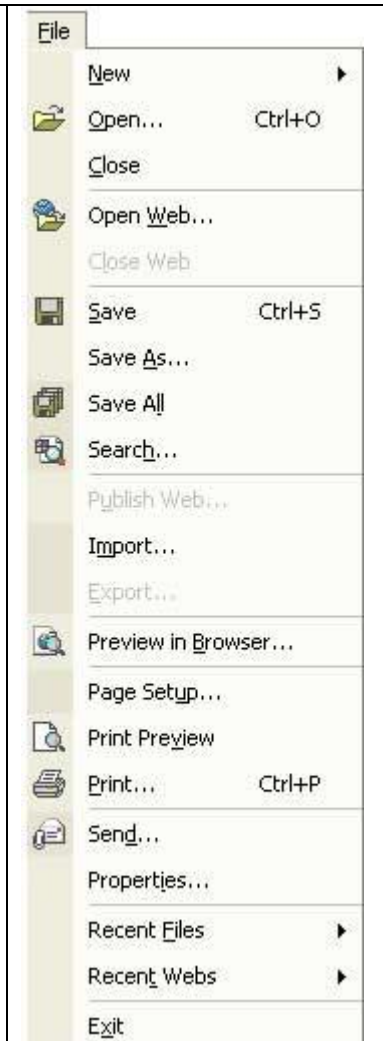 File
New
Open... Ctrl+O
Close
Open Web...
Close Web
Save Ctrl+S
Save As...
Save All
Search...
Publish Web...
Import...
Export...
Preview in Browser...
Page Setup...
Print Preview
Print... Ctrl+P
Send...
Properties...
Recent Files
Recent Webs
Exit